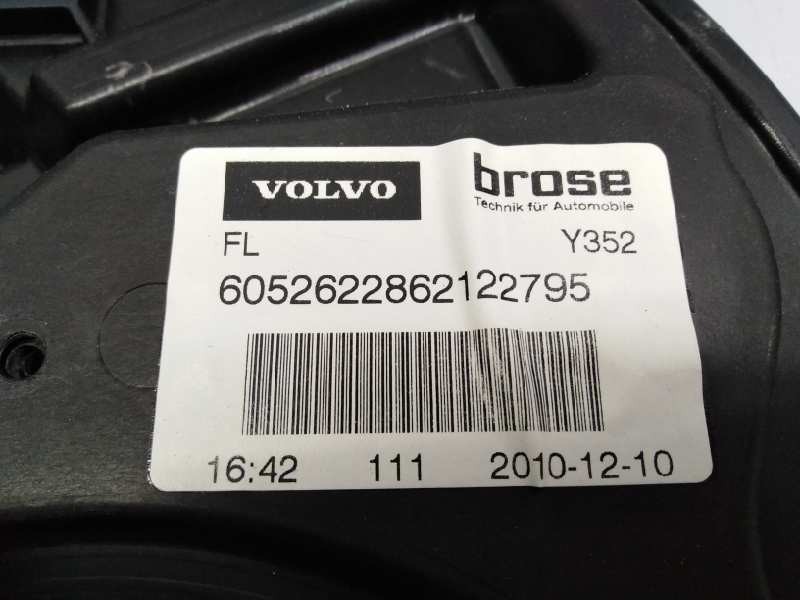 VOLVO
brose
Technik für Automobile
FL Y352
6052622862122795
16:42 111 2010-12-10